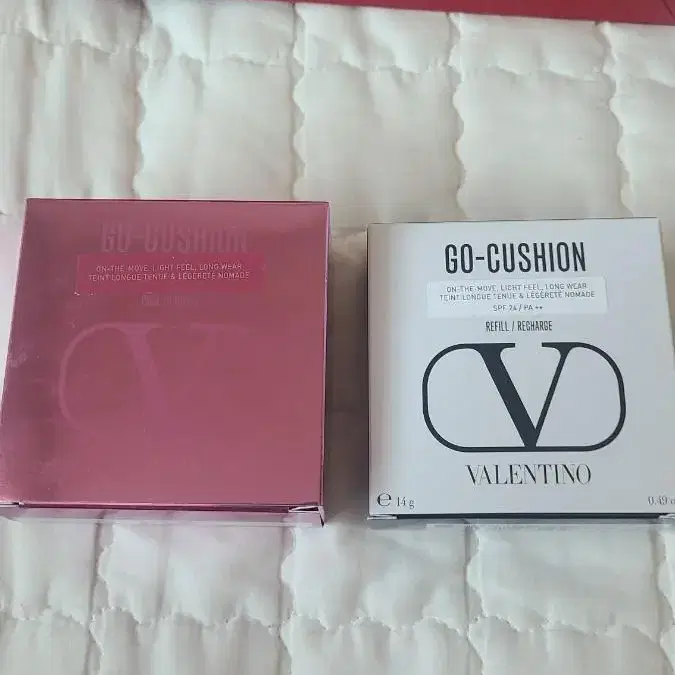 GO-CUSHION
ON-THE-MOVE, LIGHT FEEL, LONG WEAR
TEINT LONGUE TENUE & LÉGÈRETÉ NOMADE
GO-CUSHION
ON-THE-MOVE, LIGHT FEEL, LONG WEAR
TEINT LONGUE TENUE & LÉGÈRETÉ NOMADE
SPF 24 / PA ++
REFILL / RECHARGE
V
VALENTINO
e 14 g
0.49